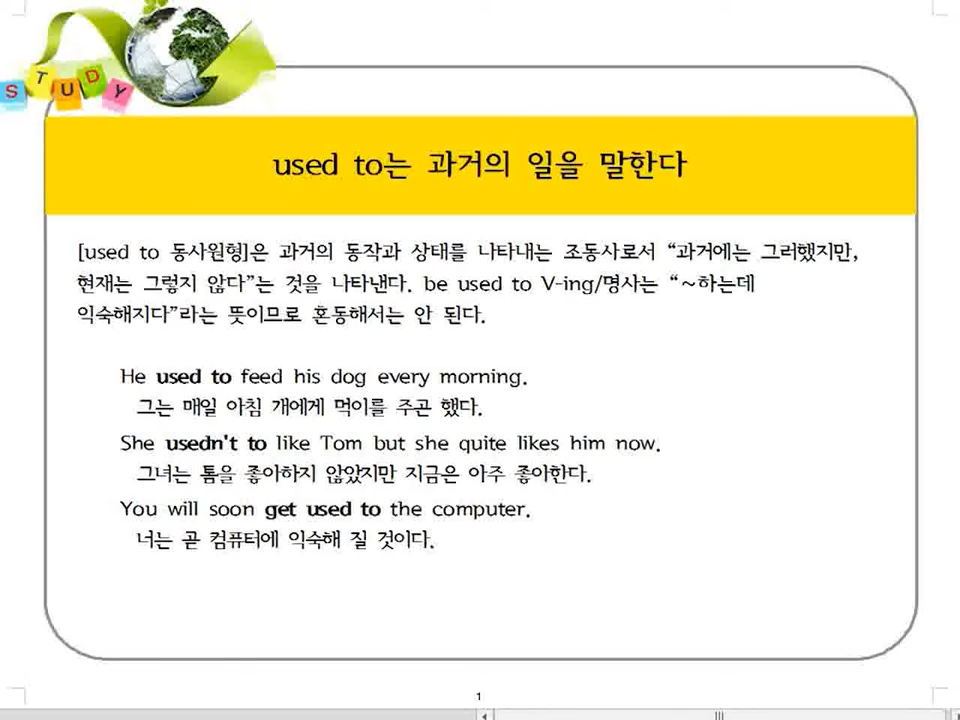 STUDY
used to는 과거의 일을 말한다
[used to 동사원형]은 과거의 동작과 상태를 나타내는 조동사로서 “과거에는 그러했지만,
현재는 그렇지 않다”는 것을 나타낸다. be used to V-ing/명사는 “~하는데
익숙해지다”라는 뜻이므로 혼동해서는 안 된다.
He used to feed his dog every morning.
그는 매일 아침 개에게 먹이를 주곤 했다.
She usedn't to like Tom but she quite likes him now.
그녀는 톰을 좋아하지 않았지만 지금은 아주 좋아한다.
You will soon get used to the computer.
너는 곧 컴퓨터에 익숙해 질 것이다.
1